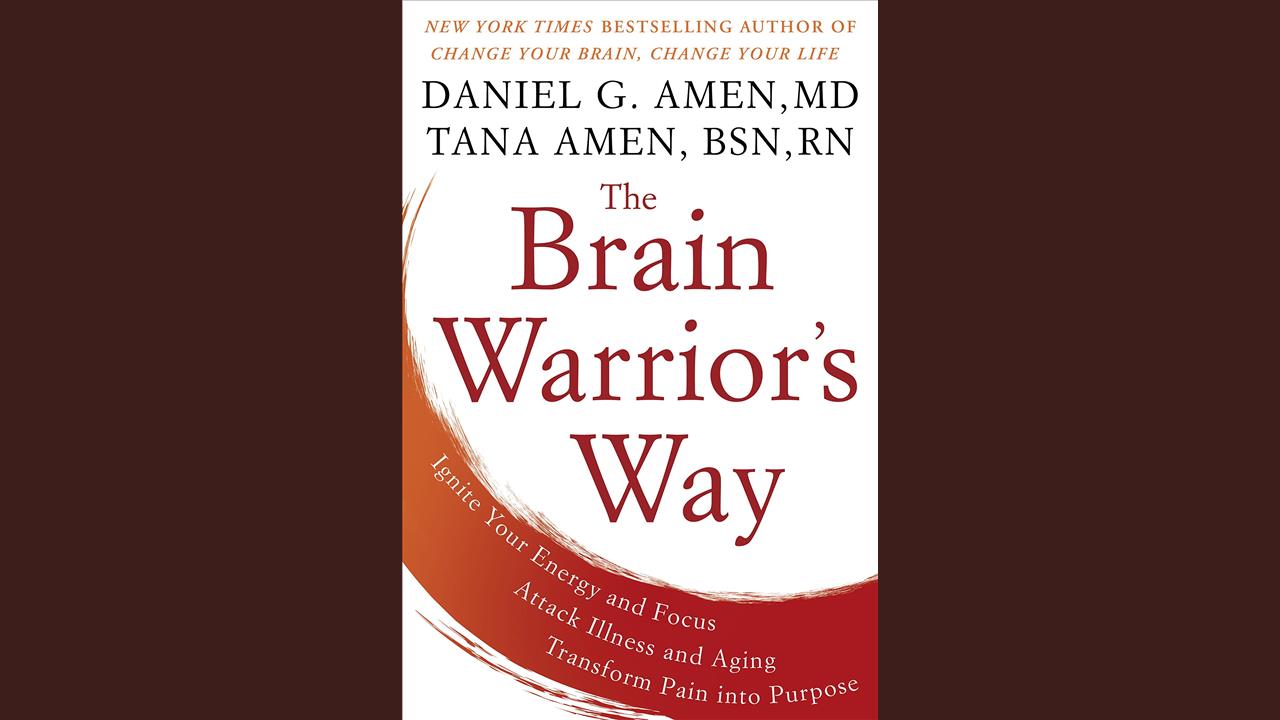 NEW YORK TIMES BESTSELLING AUTHOR OF
CHANGE YOUR BRAIN, CHANGE YOUR LIFE
DANIEL G. AMEN, MD
TANA AMEN, BSN, RN
The
Brain
Warrior's
Way
Ignite Your Energy and Focus
Attack Illness and Aging
Transform Pain into Purpose